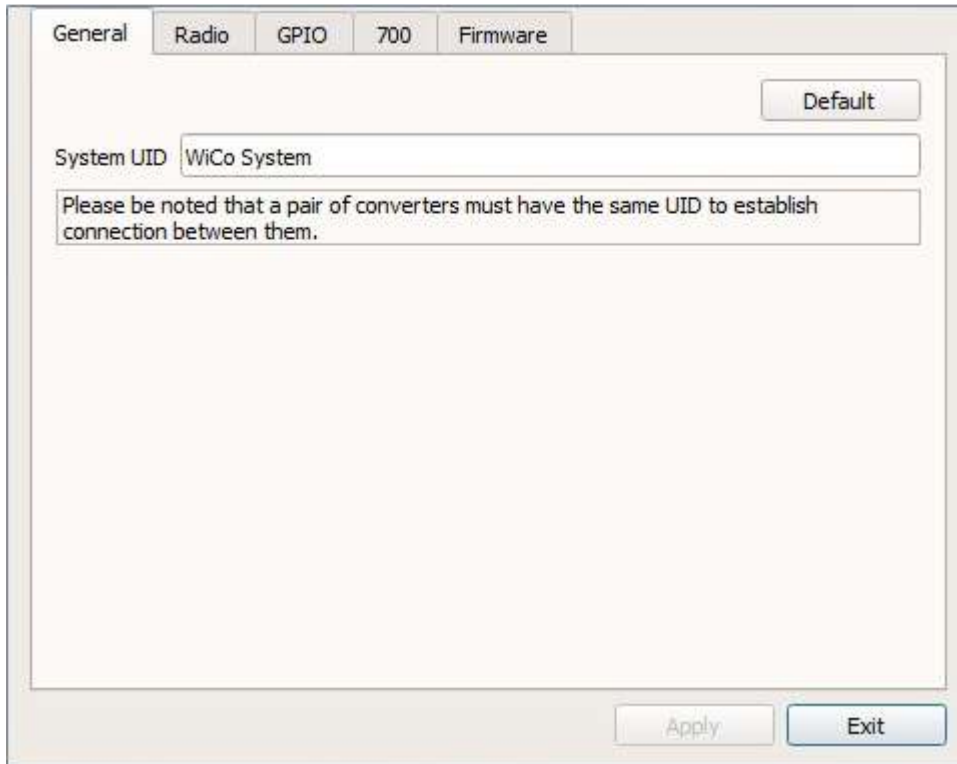 General Radio GPIO 700 Firmware
Default
System UID WiCo System
Please be noted that a pair of converters must have the same UID to establish
connection between them.
Apply Exit